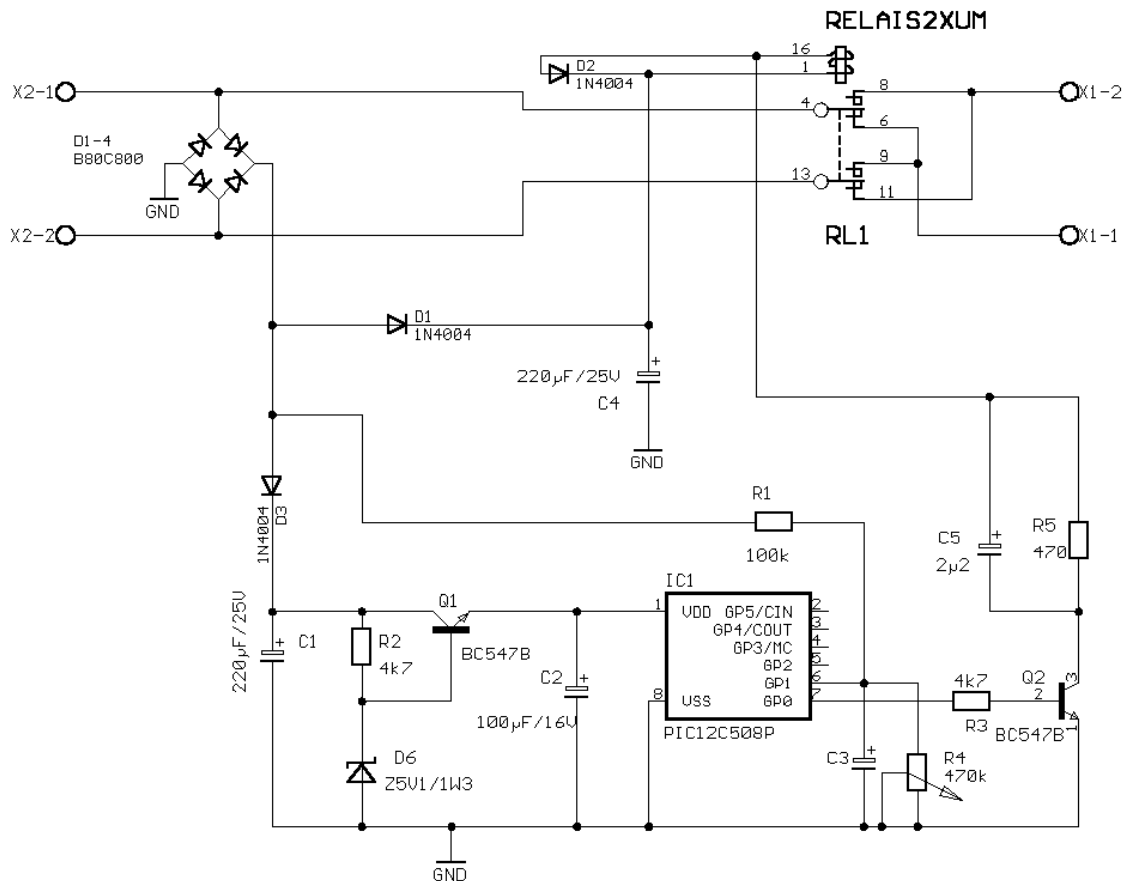 RELAIS2XUM
16
D2
1
1N4004
X2-1
8
X1-2
4
6
D1-4
B80C800
9
13
11
GND
X2-2
RL1
X1-1
D1
1N4004
220µF/25V
C4
GND
1N4004
D3
R1
100k
C5
2µ2
R5
470
IC1
Q1
1
VDD
GP5/CIN
2
GP4/COUT
3
GP3/MC
4
GP2
5
GP1
6
GP0
7
8
VSS
PIC12C508P
220µF/25V
C1
R2
4k7
BC547B
C2
100µF/16V
4k7
R3
Q2
3
2
1
BC547B
D6
Z5V1/1W3
C3
R4
470k
GND